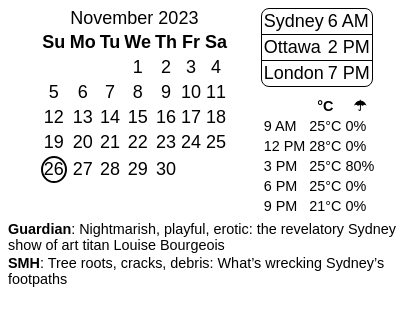 November 2023
Su Mo Tu We Th Fr Sa
1 2 3 4
5 6 7 8 9 10 11
12 13 14 15 16 17 18
19 20 21 22 23 24 25
26 27 28 29 30
Sydney 6 AM
Ottawa 2 PM
London 7 PM
°C ☂
9 AM 25°C 0%
12 PM 28°C 0%
3 PM 25°C 80%
6 PM 25°C 0%
9 PM 21°C 0%
Guardian: Nightmarish, playful, erotic: the revelatory Sydney
show of art titan Louise Bourgeois
SMH: Tree roots, cracks, debris: What’s wrecking Sydney’s
footpaths